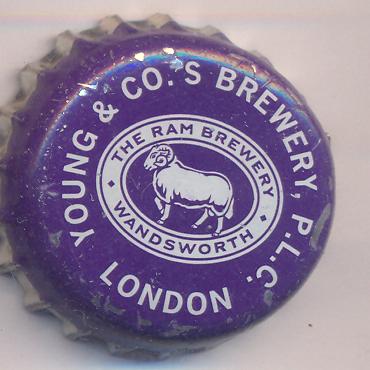 YOUNG & CO.'S BREWERY, P.L.C.
LONDON
THE RAM BREWERY
WANDSWORTH